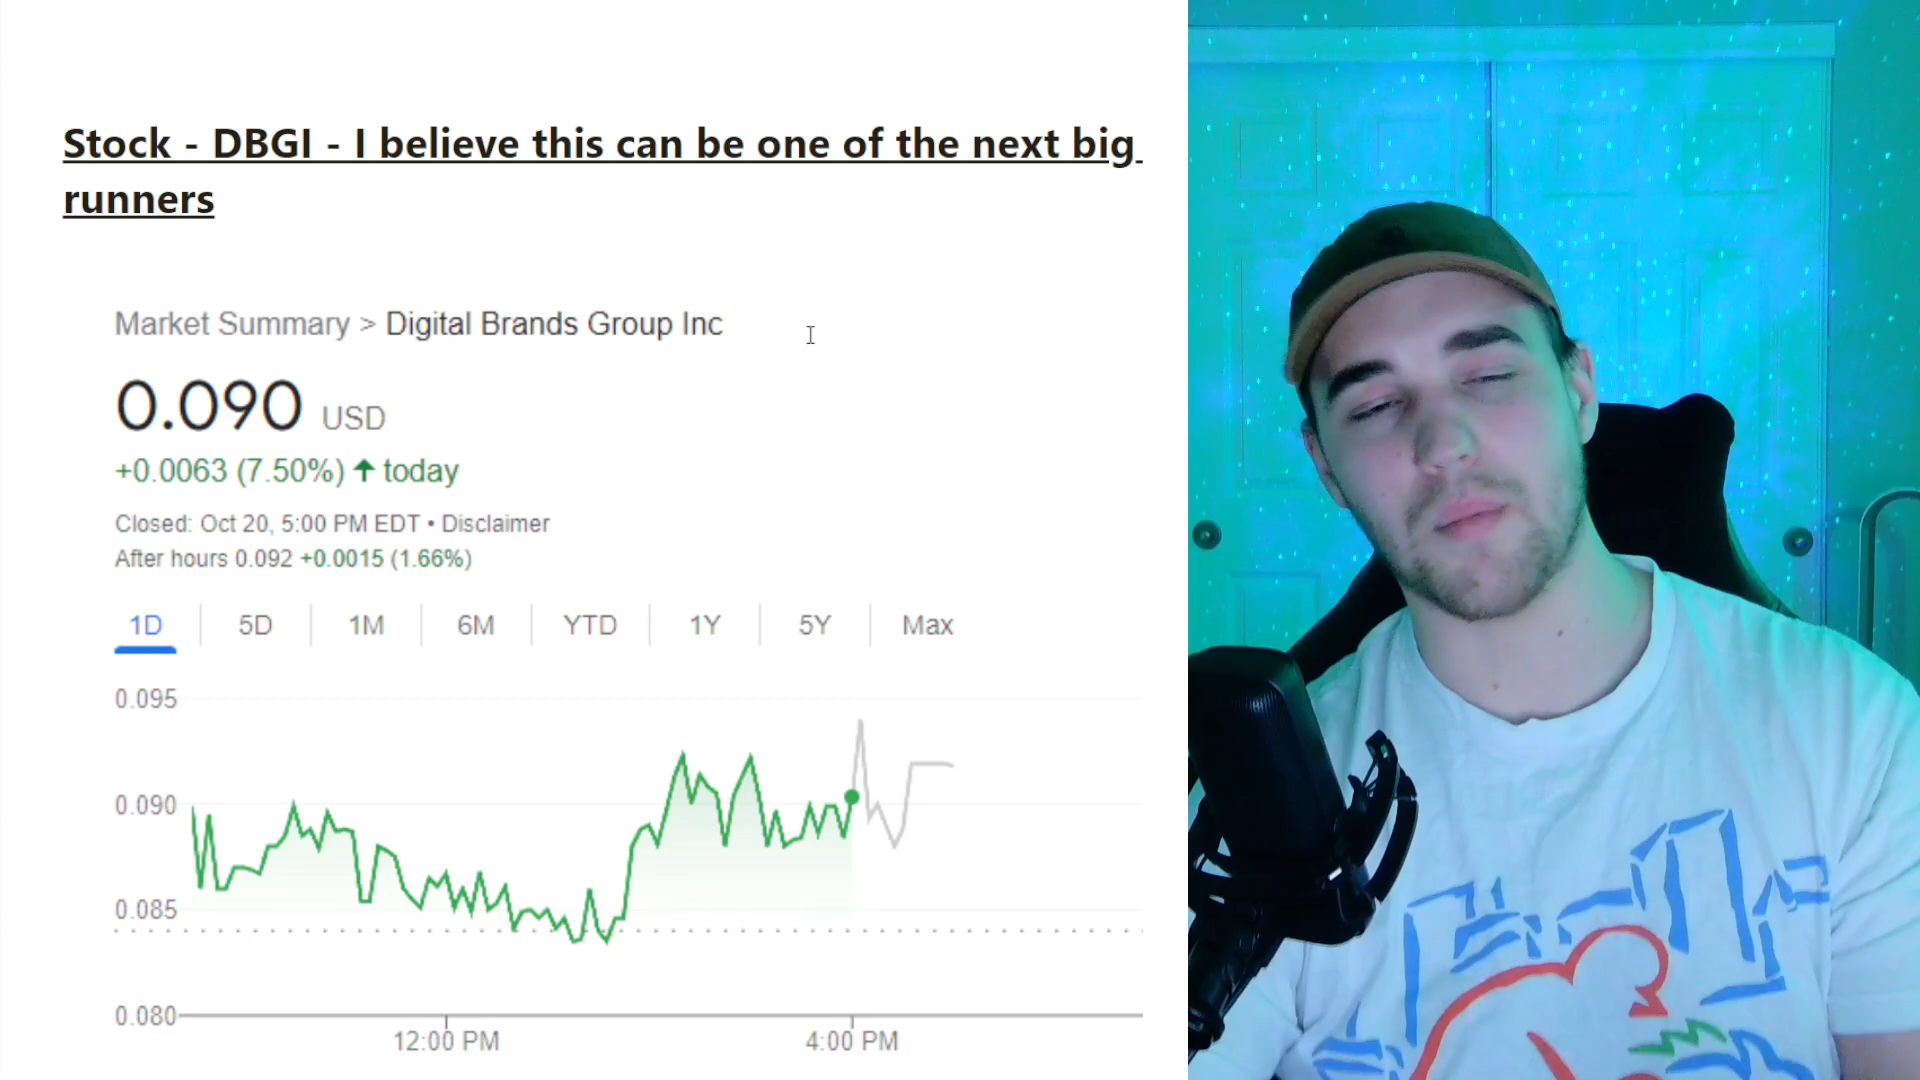 Stock - DBGI - I believe this can be one of the next big
runners
Market Summary > Digital Brands Group Inc
0.090 USD
+0.0063 (7.50%) ↑ today
Closed: Oct 20, 5:00 PM EDT • Disclaimer
After hours 0.092 +0.0015 (1.66%)
1D 5D 1M 6M YTD 1Y 5Y Max
0.095
0.090
0.085
0.080
12:00 PM 4:00 PM